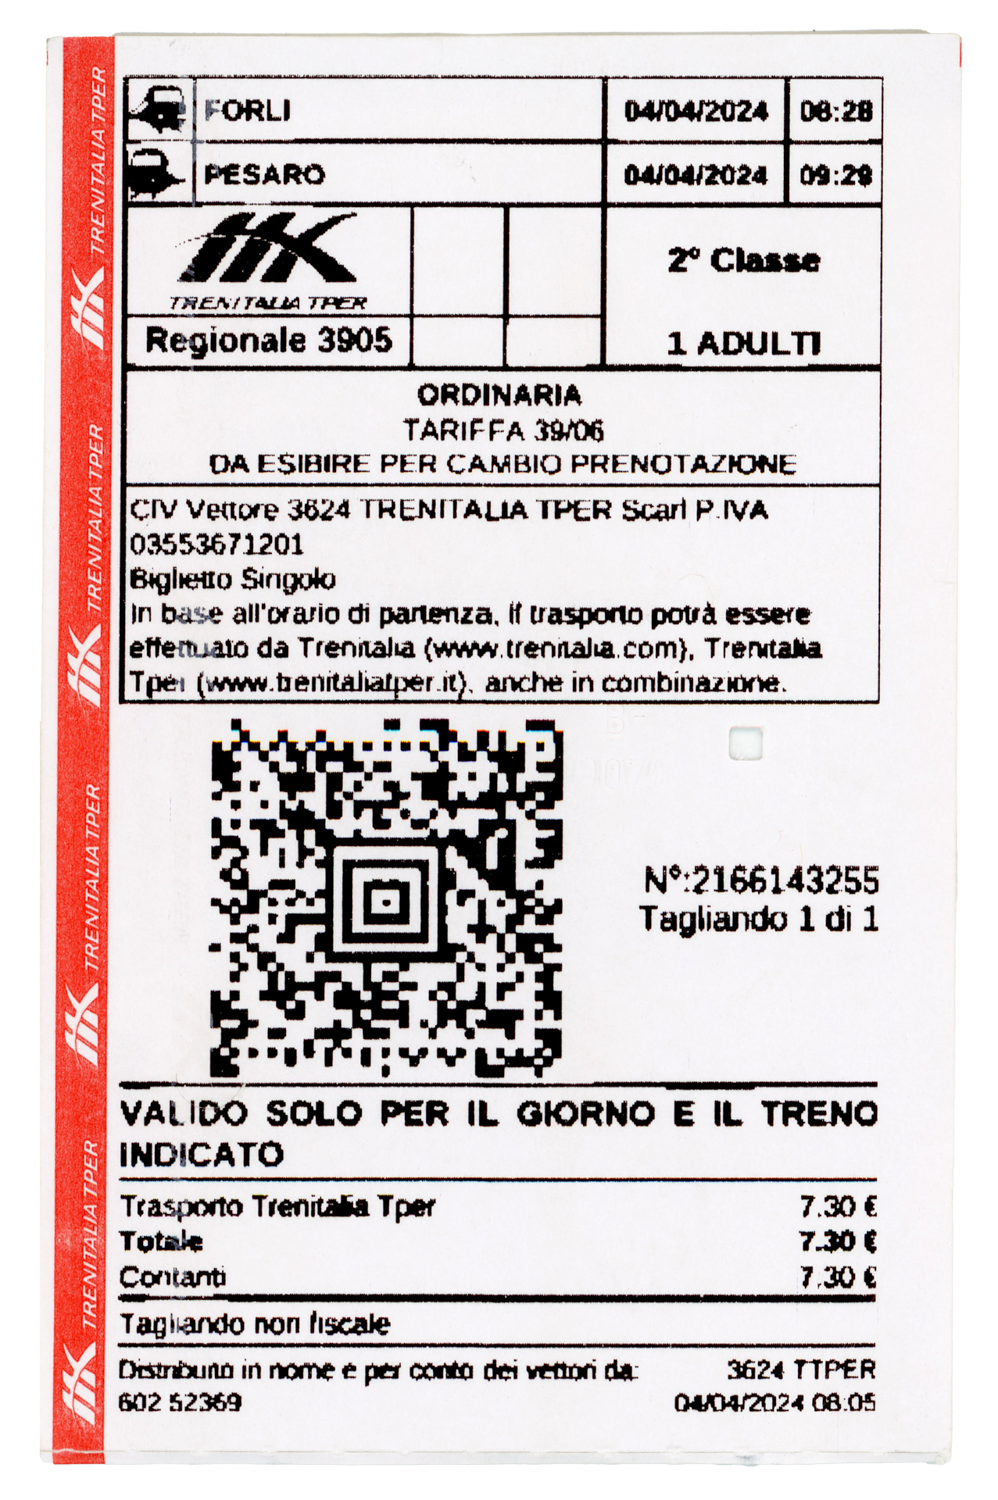 FORLI 04/04/2024 08:28
PESARO 04/04/2024 09:28
TRENITALIA TPER
2° Classe
Regionale 3905
1 ADULTI
ORDINARIA
TARIFFA 39/06
DA ESIBIRE PER CAMBIO PRENOTAZIONE
CIV Vettore 3624 TRENITALIA TPER Scarl P.IVA
03553671201
Biglietto Singolo
In base all'orario di partenza, il trasporto potrà essere
effettuato da Trenitalia (www.trenitalia.com), Trenitalia
Tper (www.trenitaliatper.it), anche in combinazione.
N°:2166143255
Tagliando 1 di 1
VALIDO SOLO PER IL GIORNO E IL TRENO
INDICATO
Trasporto Trenitalia Tper 7.30 €
Totale 7.30 €
Contanti 7.30 €
Tagliando non fiscale
Distribuito in nome e per conto dei vettori da: 3624 TTPER
602 52369 04/04/2024 08:05
TRENITALIA TPER
TRENITALIA TPER
TRENITALIA TPER
TRENITALIA TPER